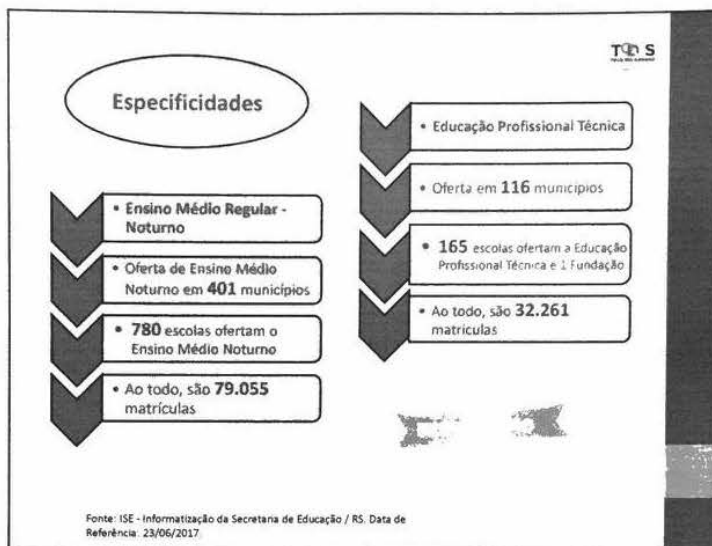 Especificidades
• Ensino Médio Regular -
Noturno
• Oferta de Ensino Médio
Noturno em 401 municípios
• 780 escolas ofertam o
Ensino Médio Noturno
• Ao todo, são 79.055
matrículas
• Educação Profissional Técnica
• Oferta em 116 municípios
• 165 escolas ofertam a Educação
Profissional Técnica e 1 Fundação
• Ao todo, são 32.261
matrículas
Fonte: ISE - Informatização da Secretaria de Educação / RS. Data de
Referência: 23/06/2017